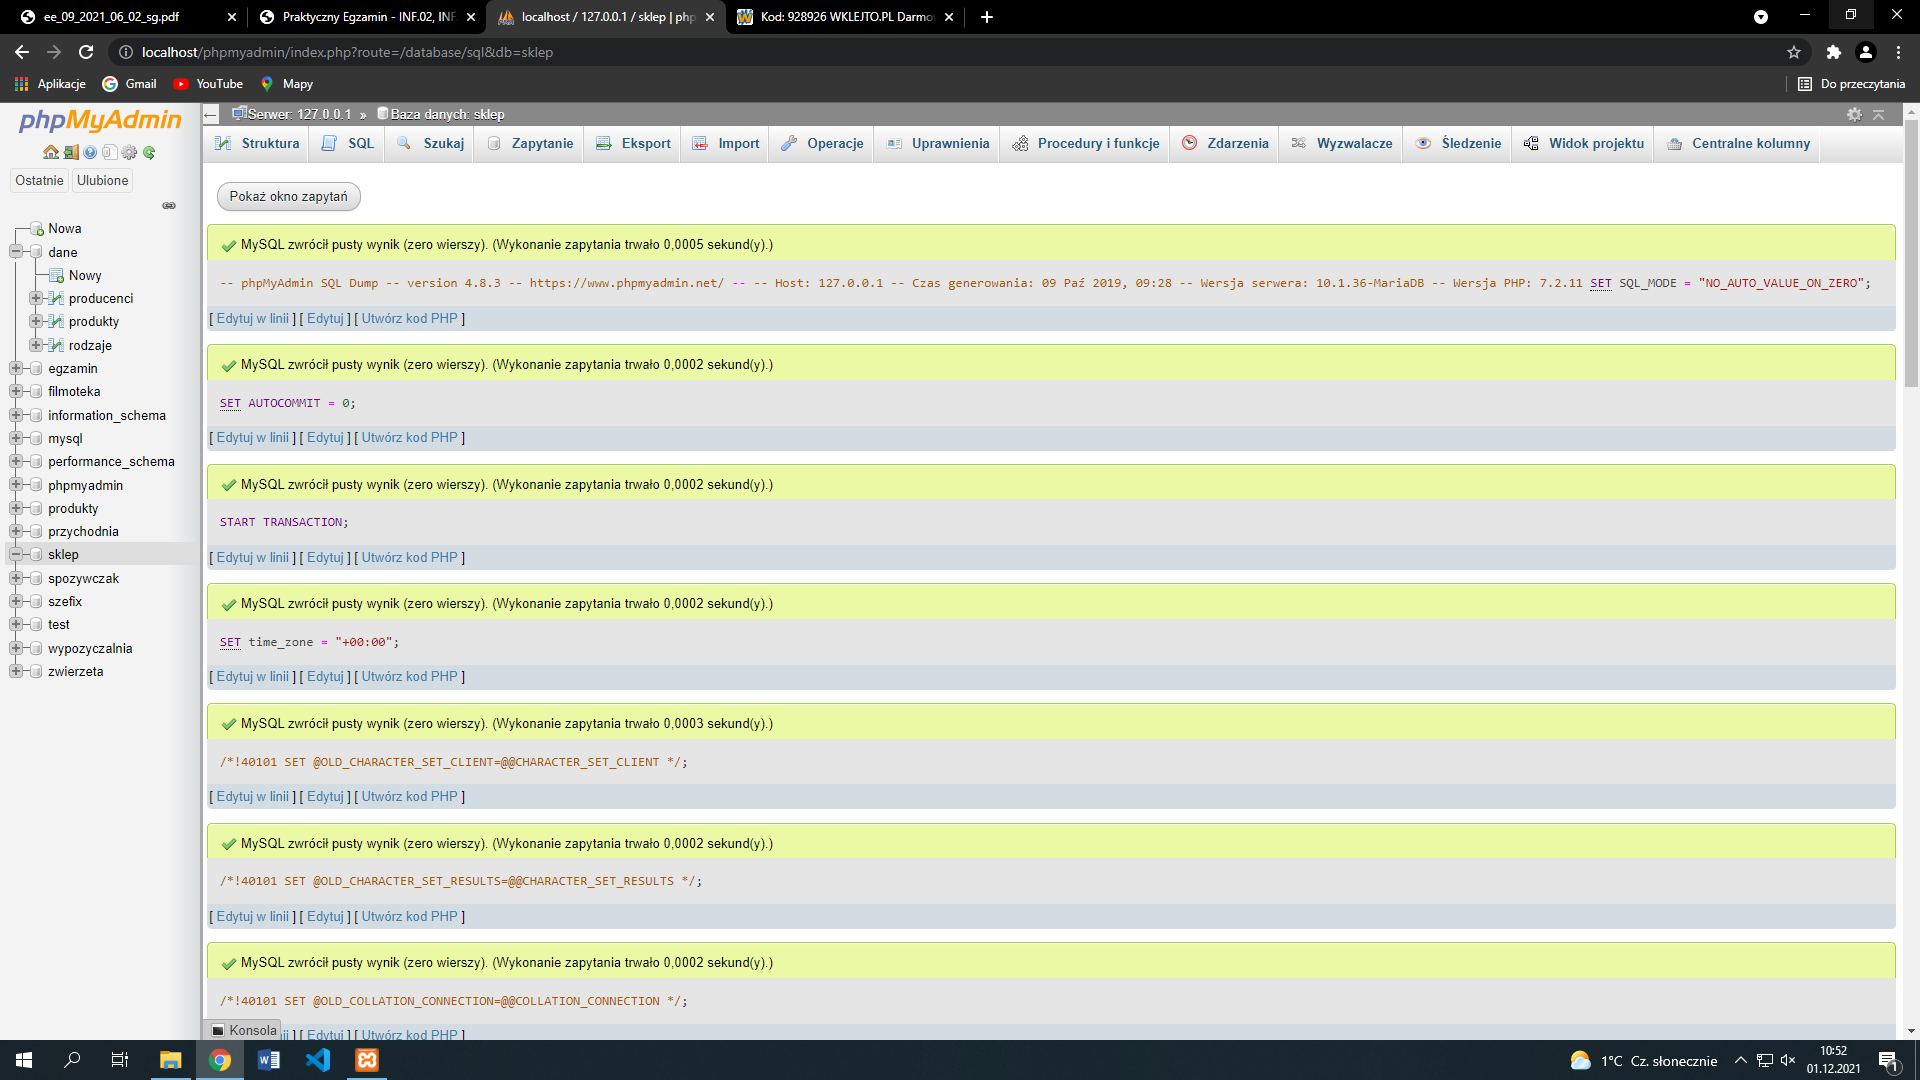 ee_09_2021_06_02_sg.pdf
Praktyczny Egzamin - INF.02, INF
localhost / 127.0.0.1 / sklep | php
Kod: 928926 WKLEJTO.PL Darmo
localhost/phpmyadmin/index.php?route=/database/sql&db=sklep
Aplikacje
Gmail
YouTube
Mapy
Do przeczytania
phpMyAdmin
Ostatnie
Ulubione
Nowa
dane
Nowy
producenci
produkty
rodzaje
egzamin
filmoteka
information_schema
mysql
performance_schema
phpmyadmin
produkty
przychodnia
sklep
spozywczak
szefix
test
wypozyczalnia
zwierzeta
Serwer: 127.0.0.1 » Baza danych: sklep
Struktura
SQL
Szukaj
Zapytanie
Eksport
Import
Operacje
Uprawnienia
Procedury i funkcje
Zdarzenia
Wyzwalacze
Śledzenie
Widok projektu
Centralne kolumny
Pokaż okno zapytań
MySQL zwrócił pusty wynik (zero wierszy). (Wykonanie zapytania trwało 0,0005 sekund(y).)
-- phpMyAdmin SQL Dump -- version 4.8.3 -- https://www.phpmyadmin.net/ -- -- Host: 127.0.0.1 -- Czas generowania: 09 Paź 2019, 09:28 -- Wersja serwera: 10.1.36-MariaDB -- Wersja PHP: 7.2.11 SET SQL_MODE = "NO_AUTO_VALUE_ON_ZERO";
[ Edytuj w linii ] [ Edytuj ] [ Utwórz kod PHP ]
MySQL zwrócił pusty wynik (zero wierszy). (Wykonanie zapytania trwało 0,0002 sekund(y).)
SET AUTOCOMMIT = 0;
[ Edytuj w linii ] [ Edytuj ] [ Utwórz kod PHP ]
MySQL zwrócił pusty wynik (zero wierszy). (Wykonanie zapytania trwało 0,0002 sekund(y).)
START TRANSACTION;
[ Edytuj w linii ] [ Edytuj ] [ Utwórz kod PHP ]
MySQL zwrócił pusty wynik (zero wierszy). (Wykonanie zapytania trwało 0,0002 sekund(y).)
SET time_zone = "+00:00";
[ Edytuj w linii ] [ Edytuj ] [ Utwórz kod PHP ]
MySQL zwrócił pusty wynik (zero wierszy). (Wykonanie zapytania trwało 0,0003 sekund(y).)
/*!40101 SET @OLD_CHARACTER_SET_CLIENT=@@CHARACTER_SET_CLIENT */;
[ Edytuj w linii ] [ Edytuj ] [ Utwórz kod PHP ]
MySQL zwrócił pusty wynik (zero wierszy). (Wykonanie zapytania trwało 0,0002 sekund(y).)
/*!40101 SET @OLD_CHARACTER_SET_RESULTS=@@CHARACTER_SET_RESULTS */;
[ Edytuj w linii ] [ Edytuj ] [ Utwórz kod PHP ]
MySQL zwrócił pusty wynik (zero wierszy). (Wykonanie zapytania trwało 0,0002 sekund(y).)
/*!40101 SET @OLD_COLLATION_CONNECTION=@@COLLATION_CONNECTION */;
Konsola
] [ Edytuj ] [ Utwórz kod PHP ]
1°C Cz. słonecznie
10:52
01.12.2021
1